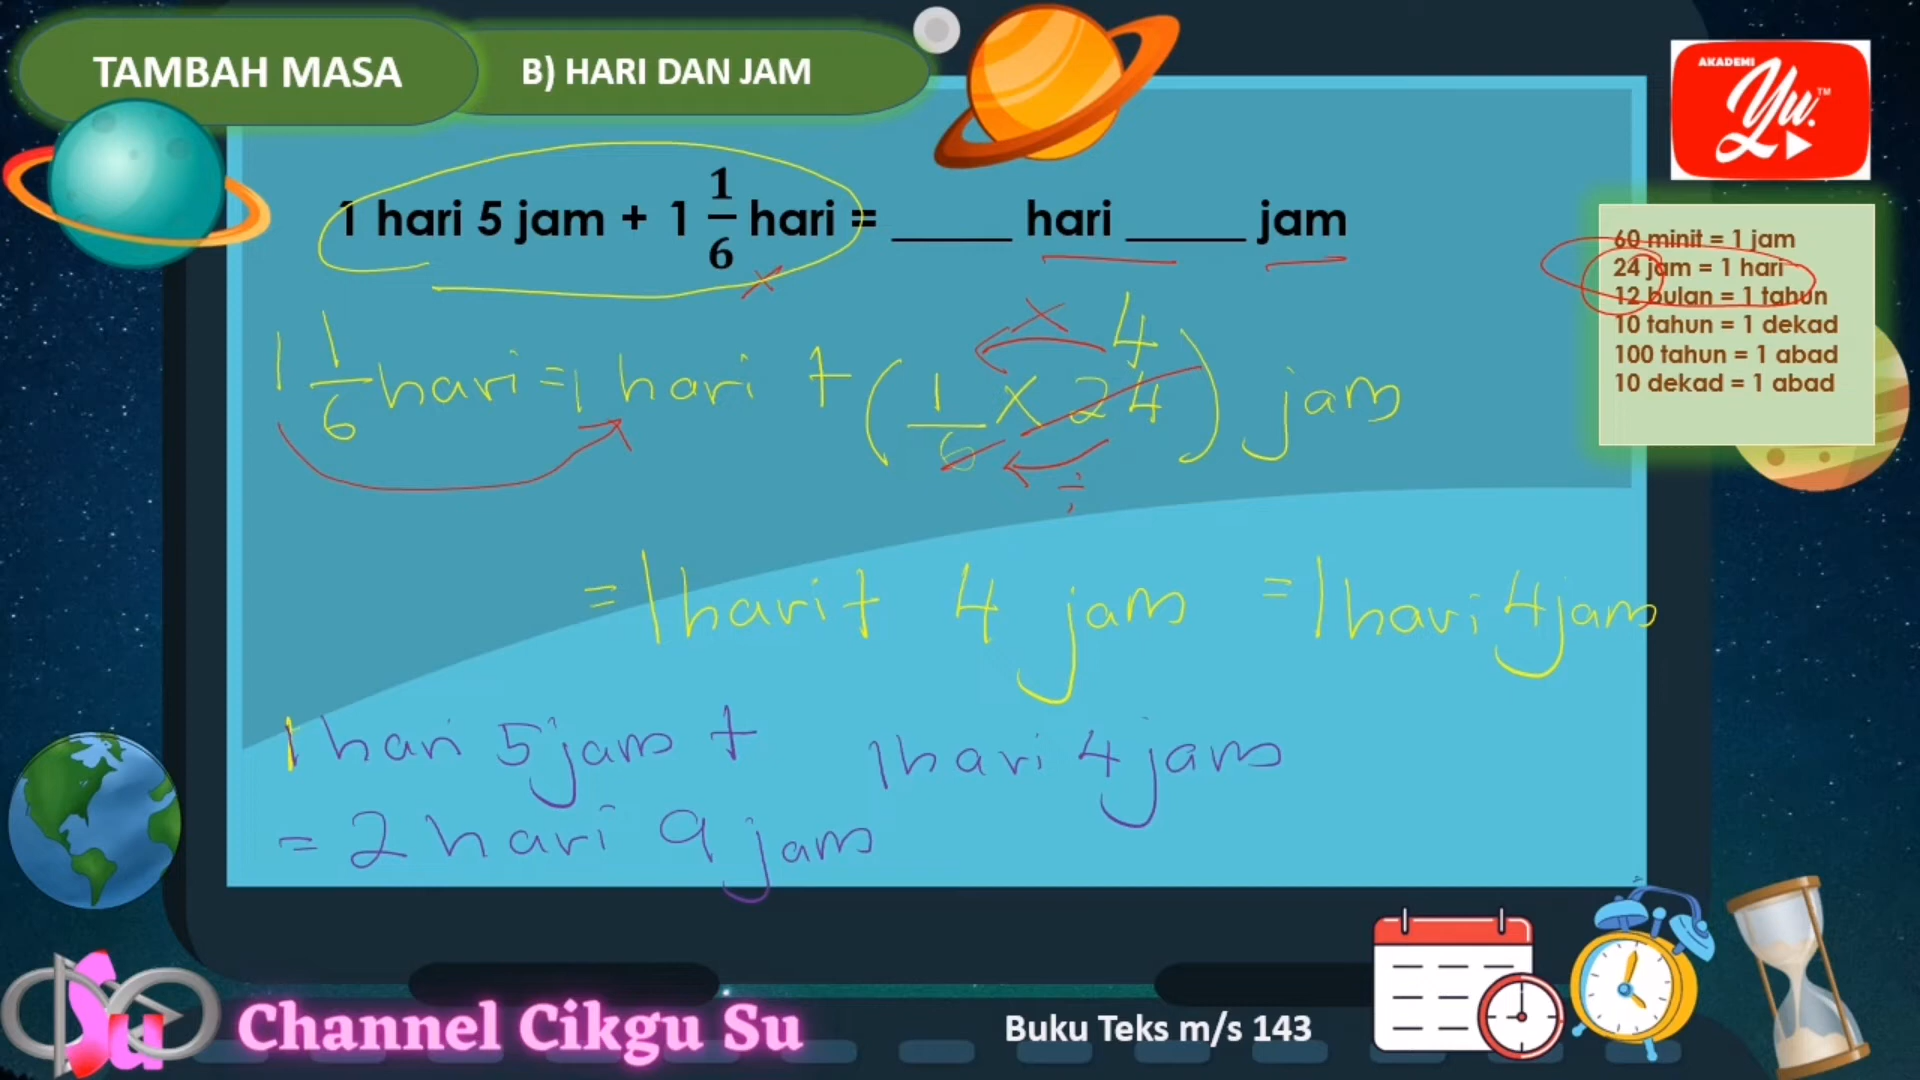 TAMBAH MASA
B) HARI DAN JAM
AKADEMI
Yu.™
1 hari 5 jam + 1 1/6 hari = _____ hari _____ jam
60 minit = 1 jam
24 jam = 1 hari
12 bulan = 1 tahun
10 tahun = 1 dekad
100 tahun = 1 abad
10 dekad = 1 abad
×
× 4
1 1/6 hari = 1 hari + (1/6 × 24) jam
÷
= 1 hari + 4 jam = 1 hari 4 jam
1 hari 5 jam + 1 hari 4 jam
= 2 hari 9 jam
Su
Channel Cikgu Su
Buku Teks m/s 143